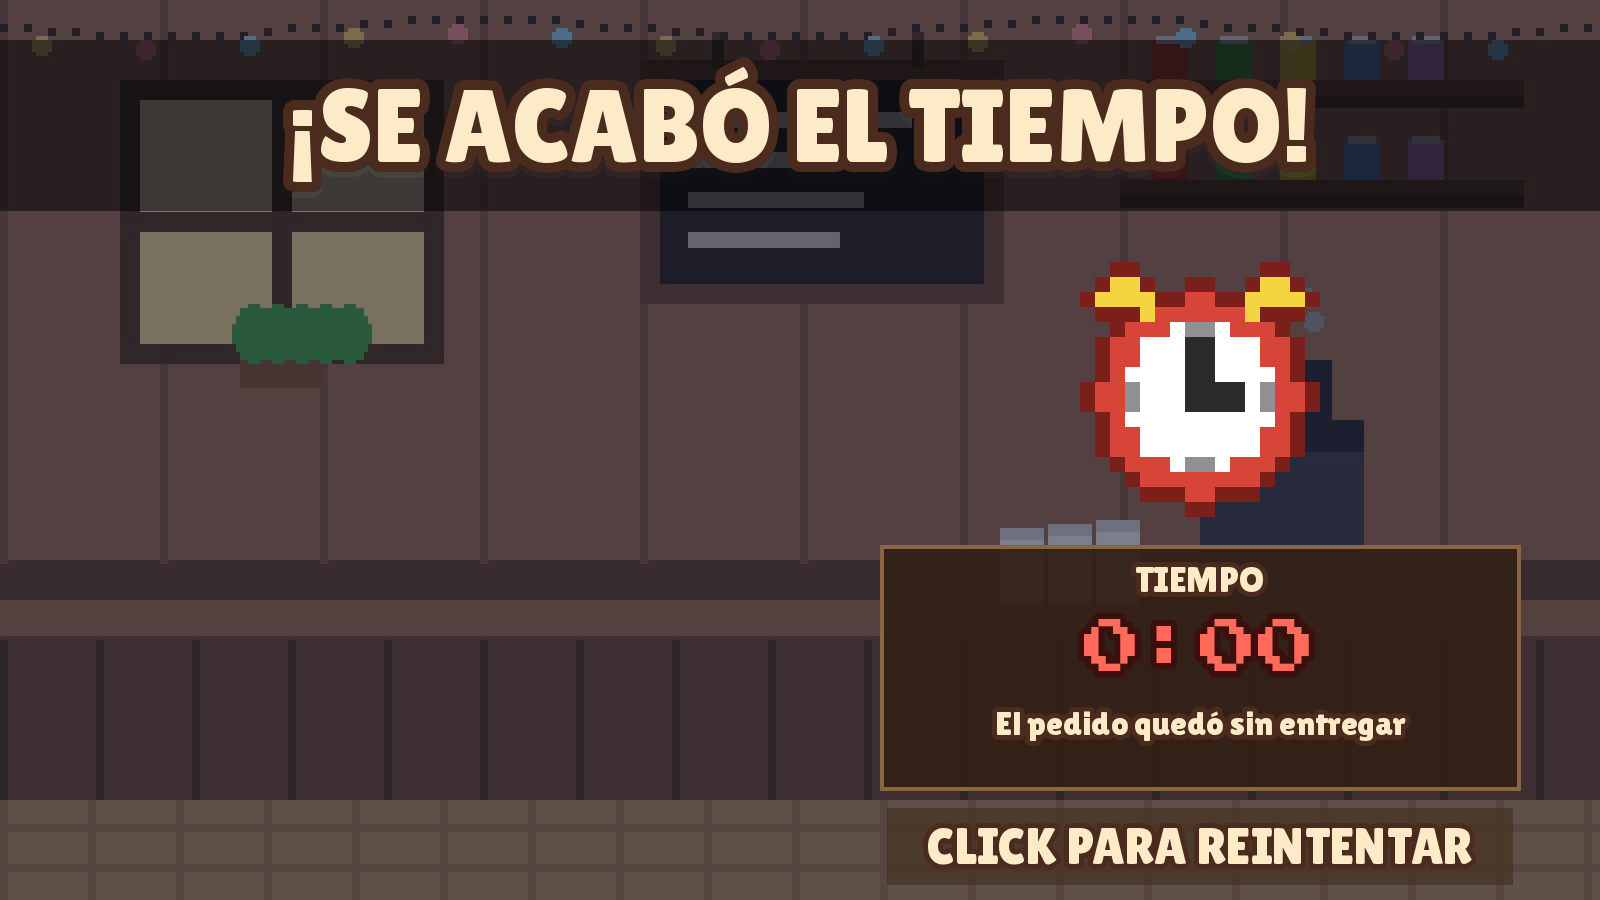 ¡SE ACABÓ EL TIEMPO!
TIEMPO
0:00
El pedido quedó sin entregar
CLICK PARA REINTENTAR